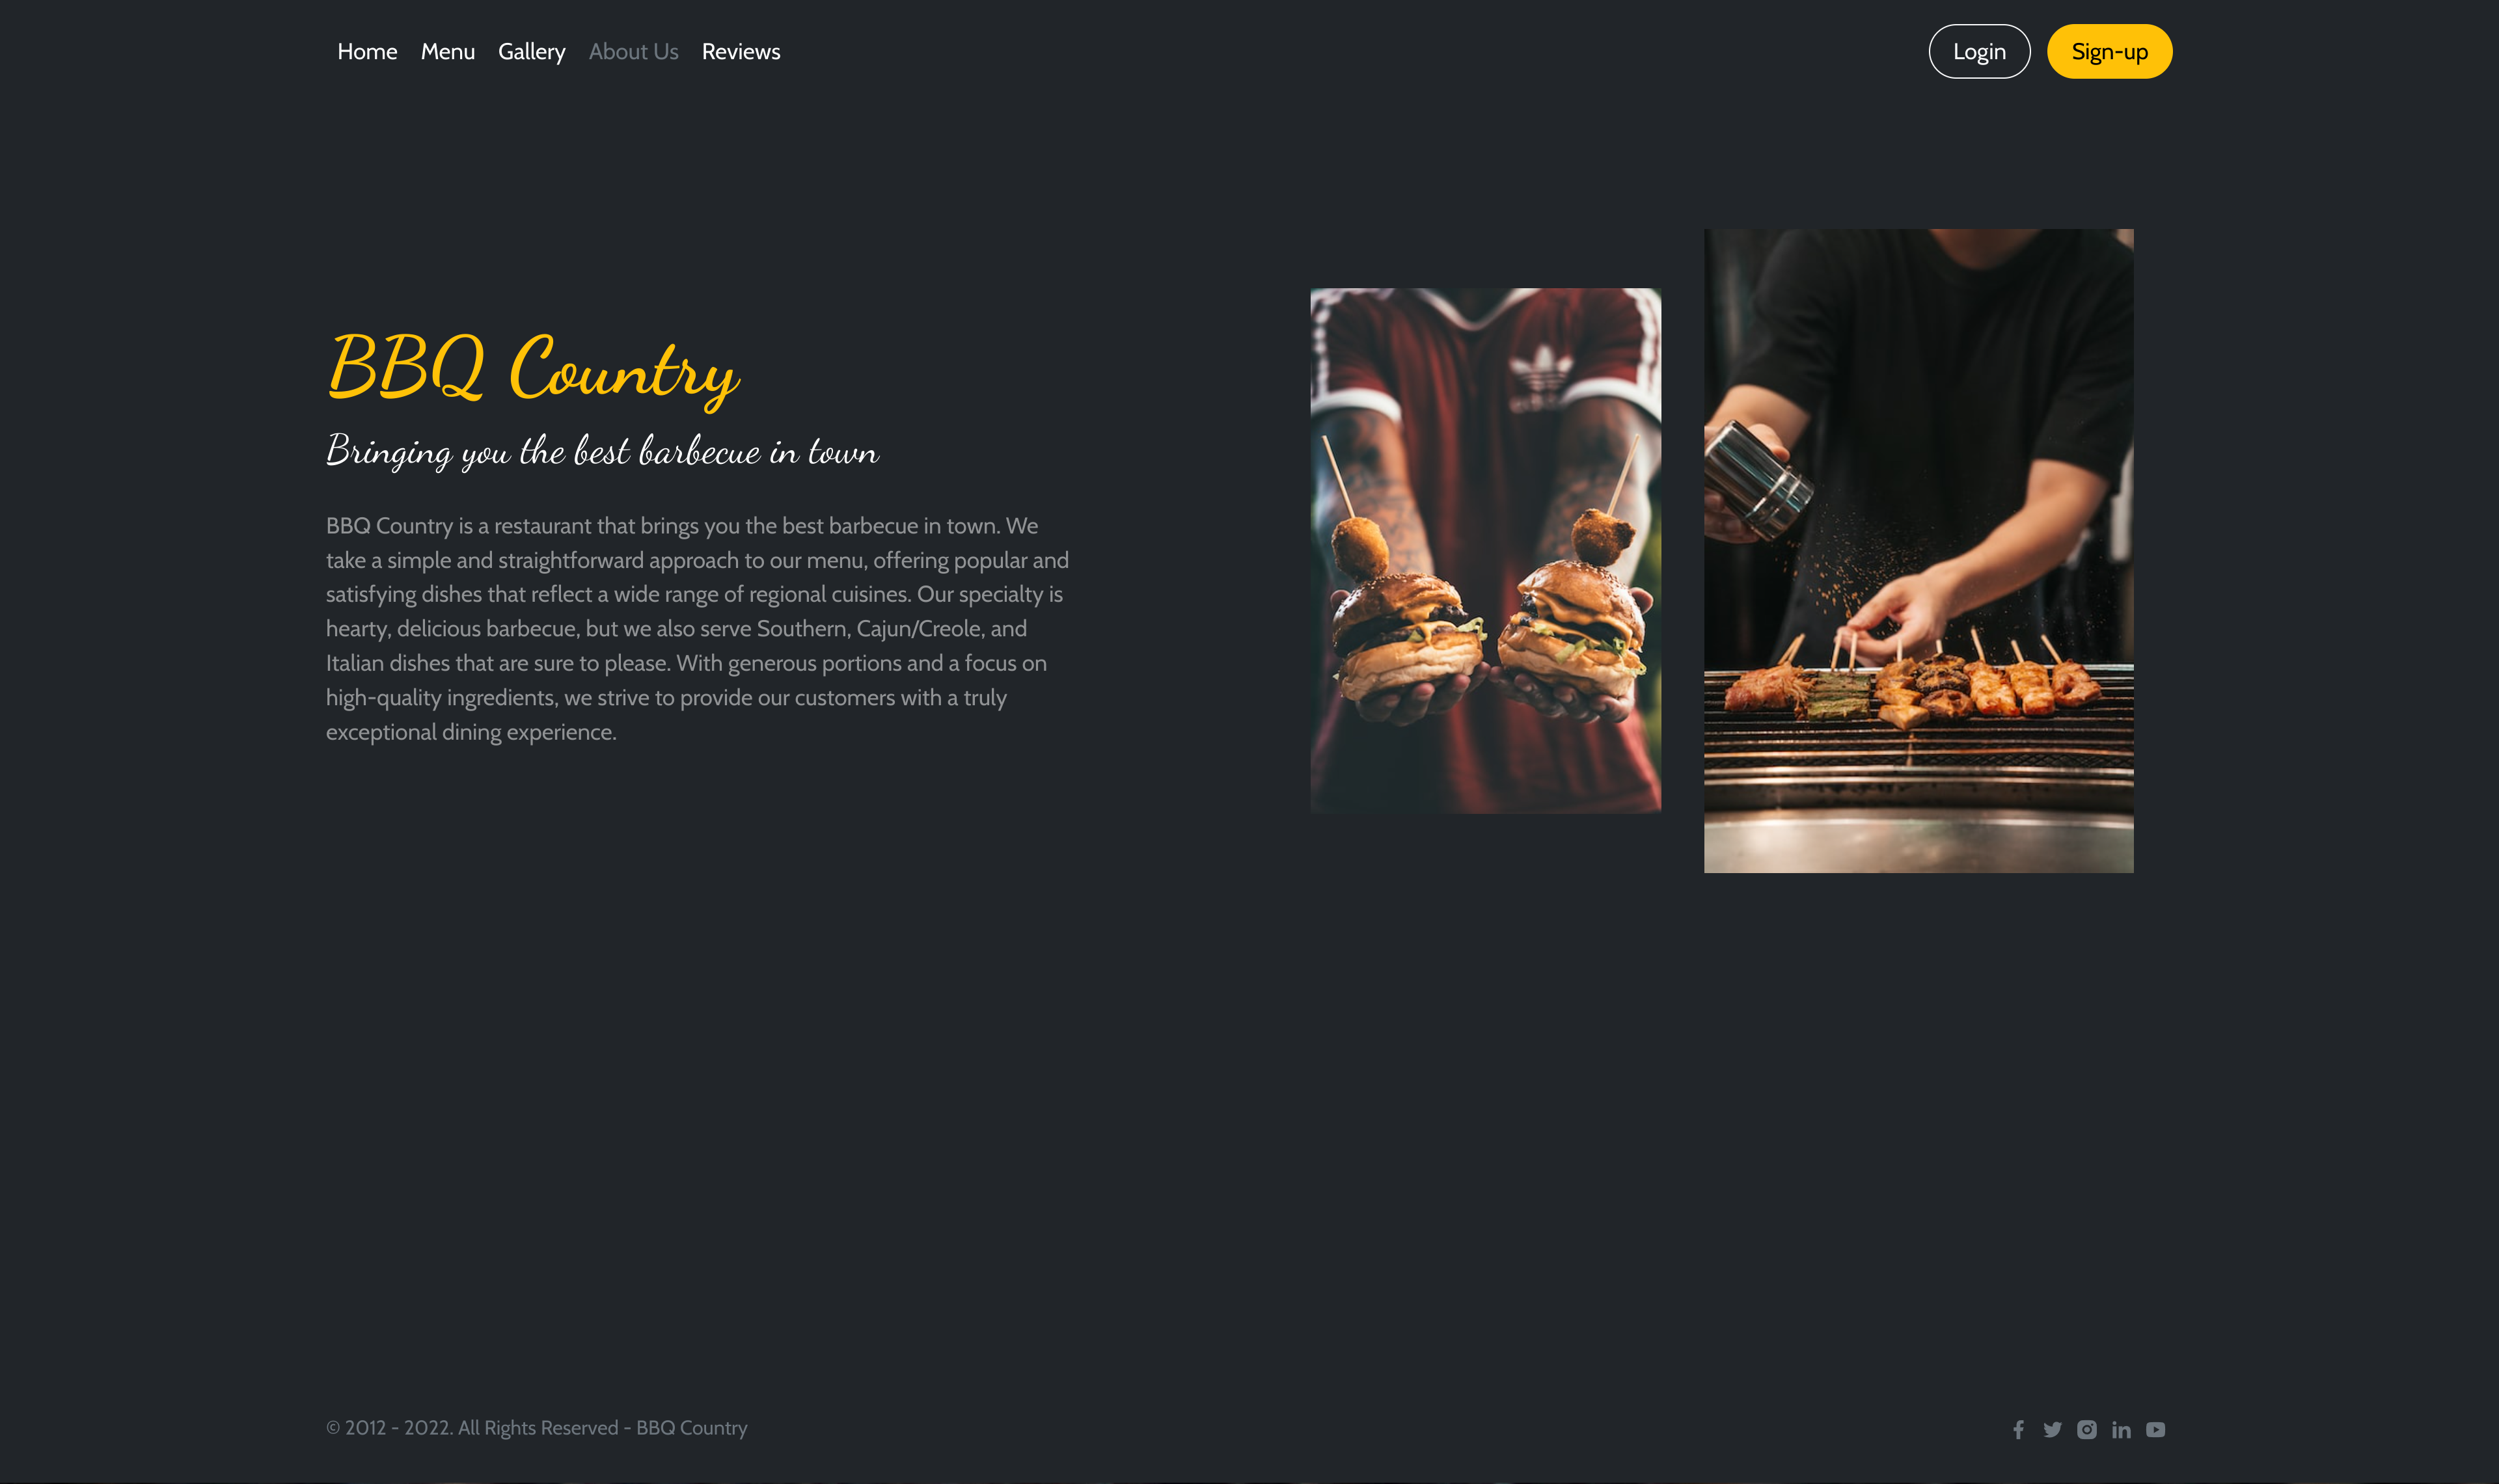 Home Menu Gallery About Us Reviews Login Sign-up
BBQ Country
Bringing you the best barbecue in town
BBQ Country is a restaurant that brings you the best barbecue in town. We
take a simple and straightforward approach to our menu, offering popular and
satisfying dishes that reflect a wide range of regional cuisines. Our specialty is
hearty, delicious barbecue, but we also serve Southern, Cajun/Creole, and
Italian dishes that are sure to please. With generous portions and a focus on
high-quality ingredients, we strive to provide our customers with a truly
exceptional dining experience.
© 2012 - 2022. All Rights Reserved - BBQ Country